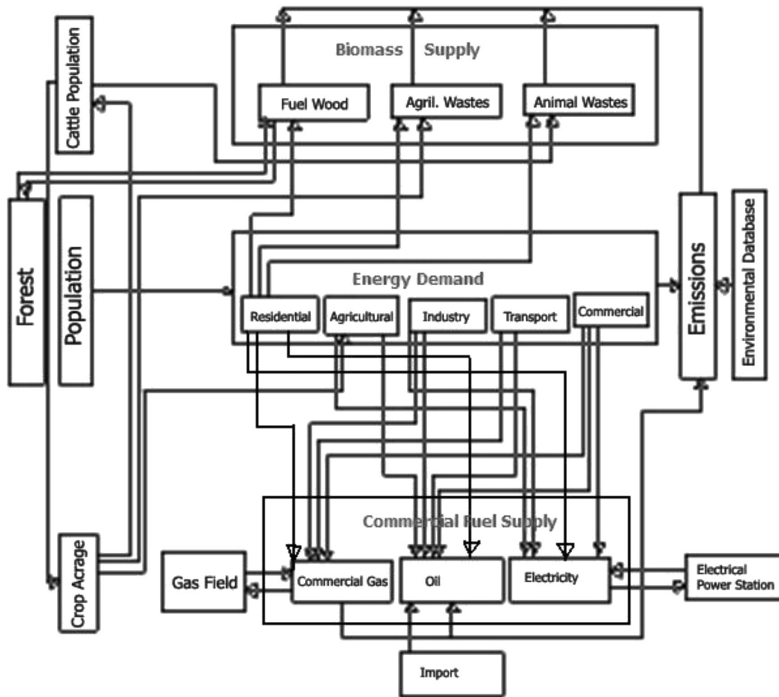 Biomass Supply
Cattle Population
Fuel Wood
Agril. Wastes
Animal Wastes
Forest
Population
Energy Demand
Residential
Agricultural
Industry
Transport
Commercial
Emissions
Environmental Database
Commercial Fuel Supply
Crop Acrage
Gas Field
Commercial Gas
Oil
Electricity
Electrical
Power Station
Import